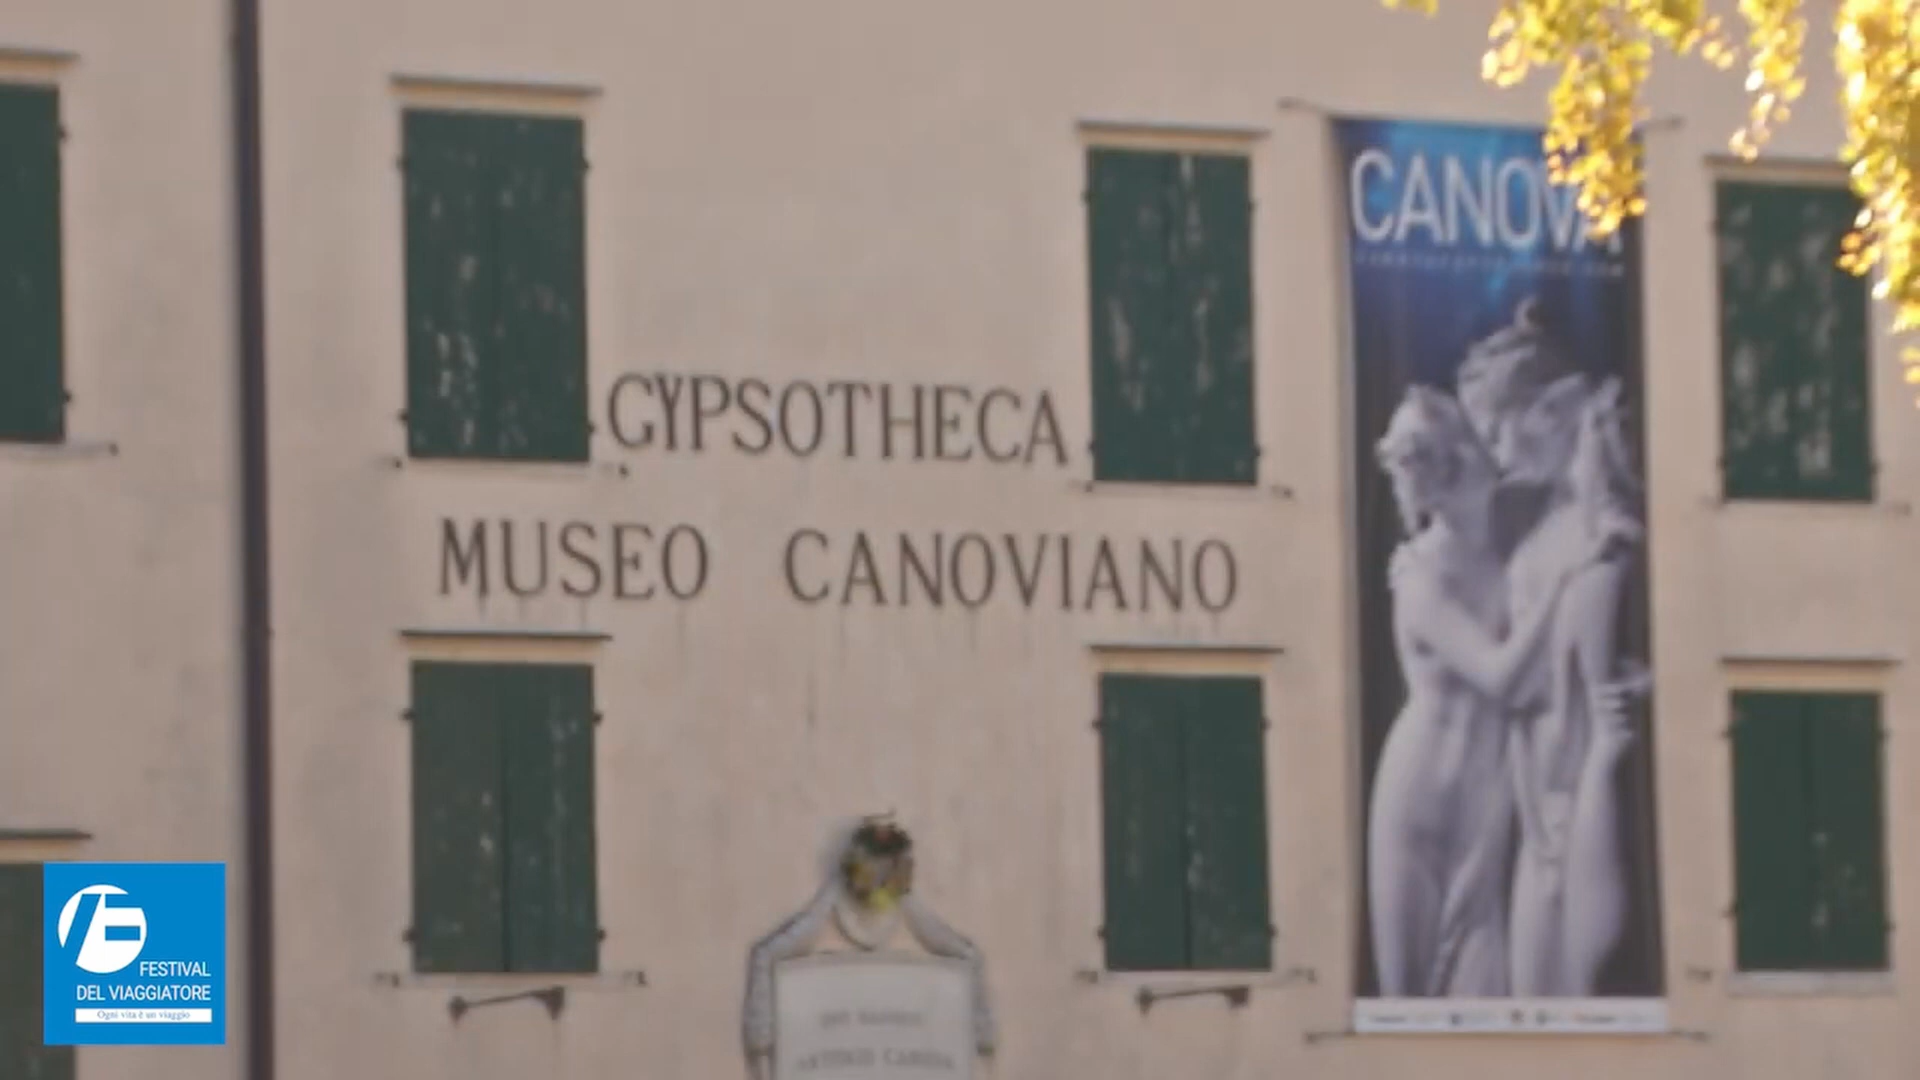 GYPSOTHECA
MUSEO CANOVIANO
CANOVA
FESTIVAL
DEL VIAGGIATORE
Ogni vita è un viaggio